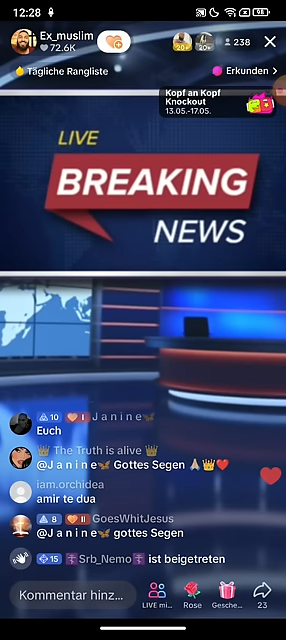 12:28
98
Ex_muslim
72.6K
20+
20+
238
Tägliche Rangliste
Erkunden >
Kopf an Kopf
Knockout
13.05.-17.05.
LIVE
BREAKING
NEWS
10 I J a n i n e
Euch
The Truth is alive
@J a n i n e Gottes Segen
iam.orchidea
amir te dua
8 II GoesWhitJesus
@J a n i n e gottes Segen
15 Srb_Nemo ist beigetreten
Kommentar hinz...
LIVE mi...
Rose
Gesche...
23